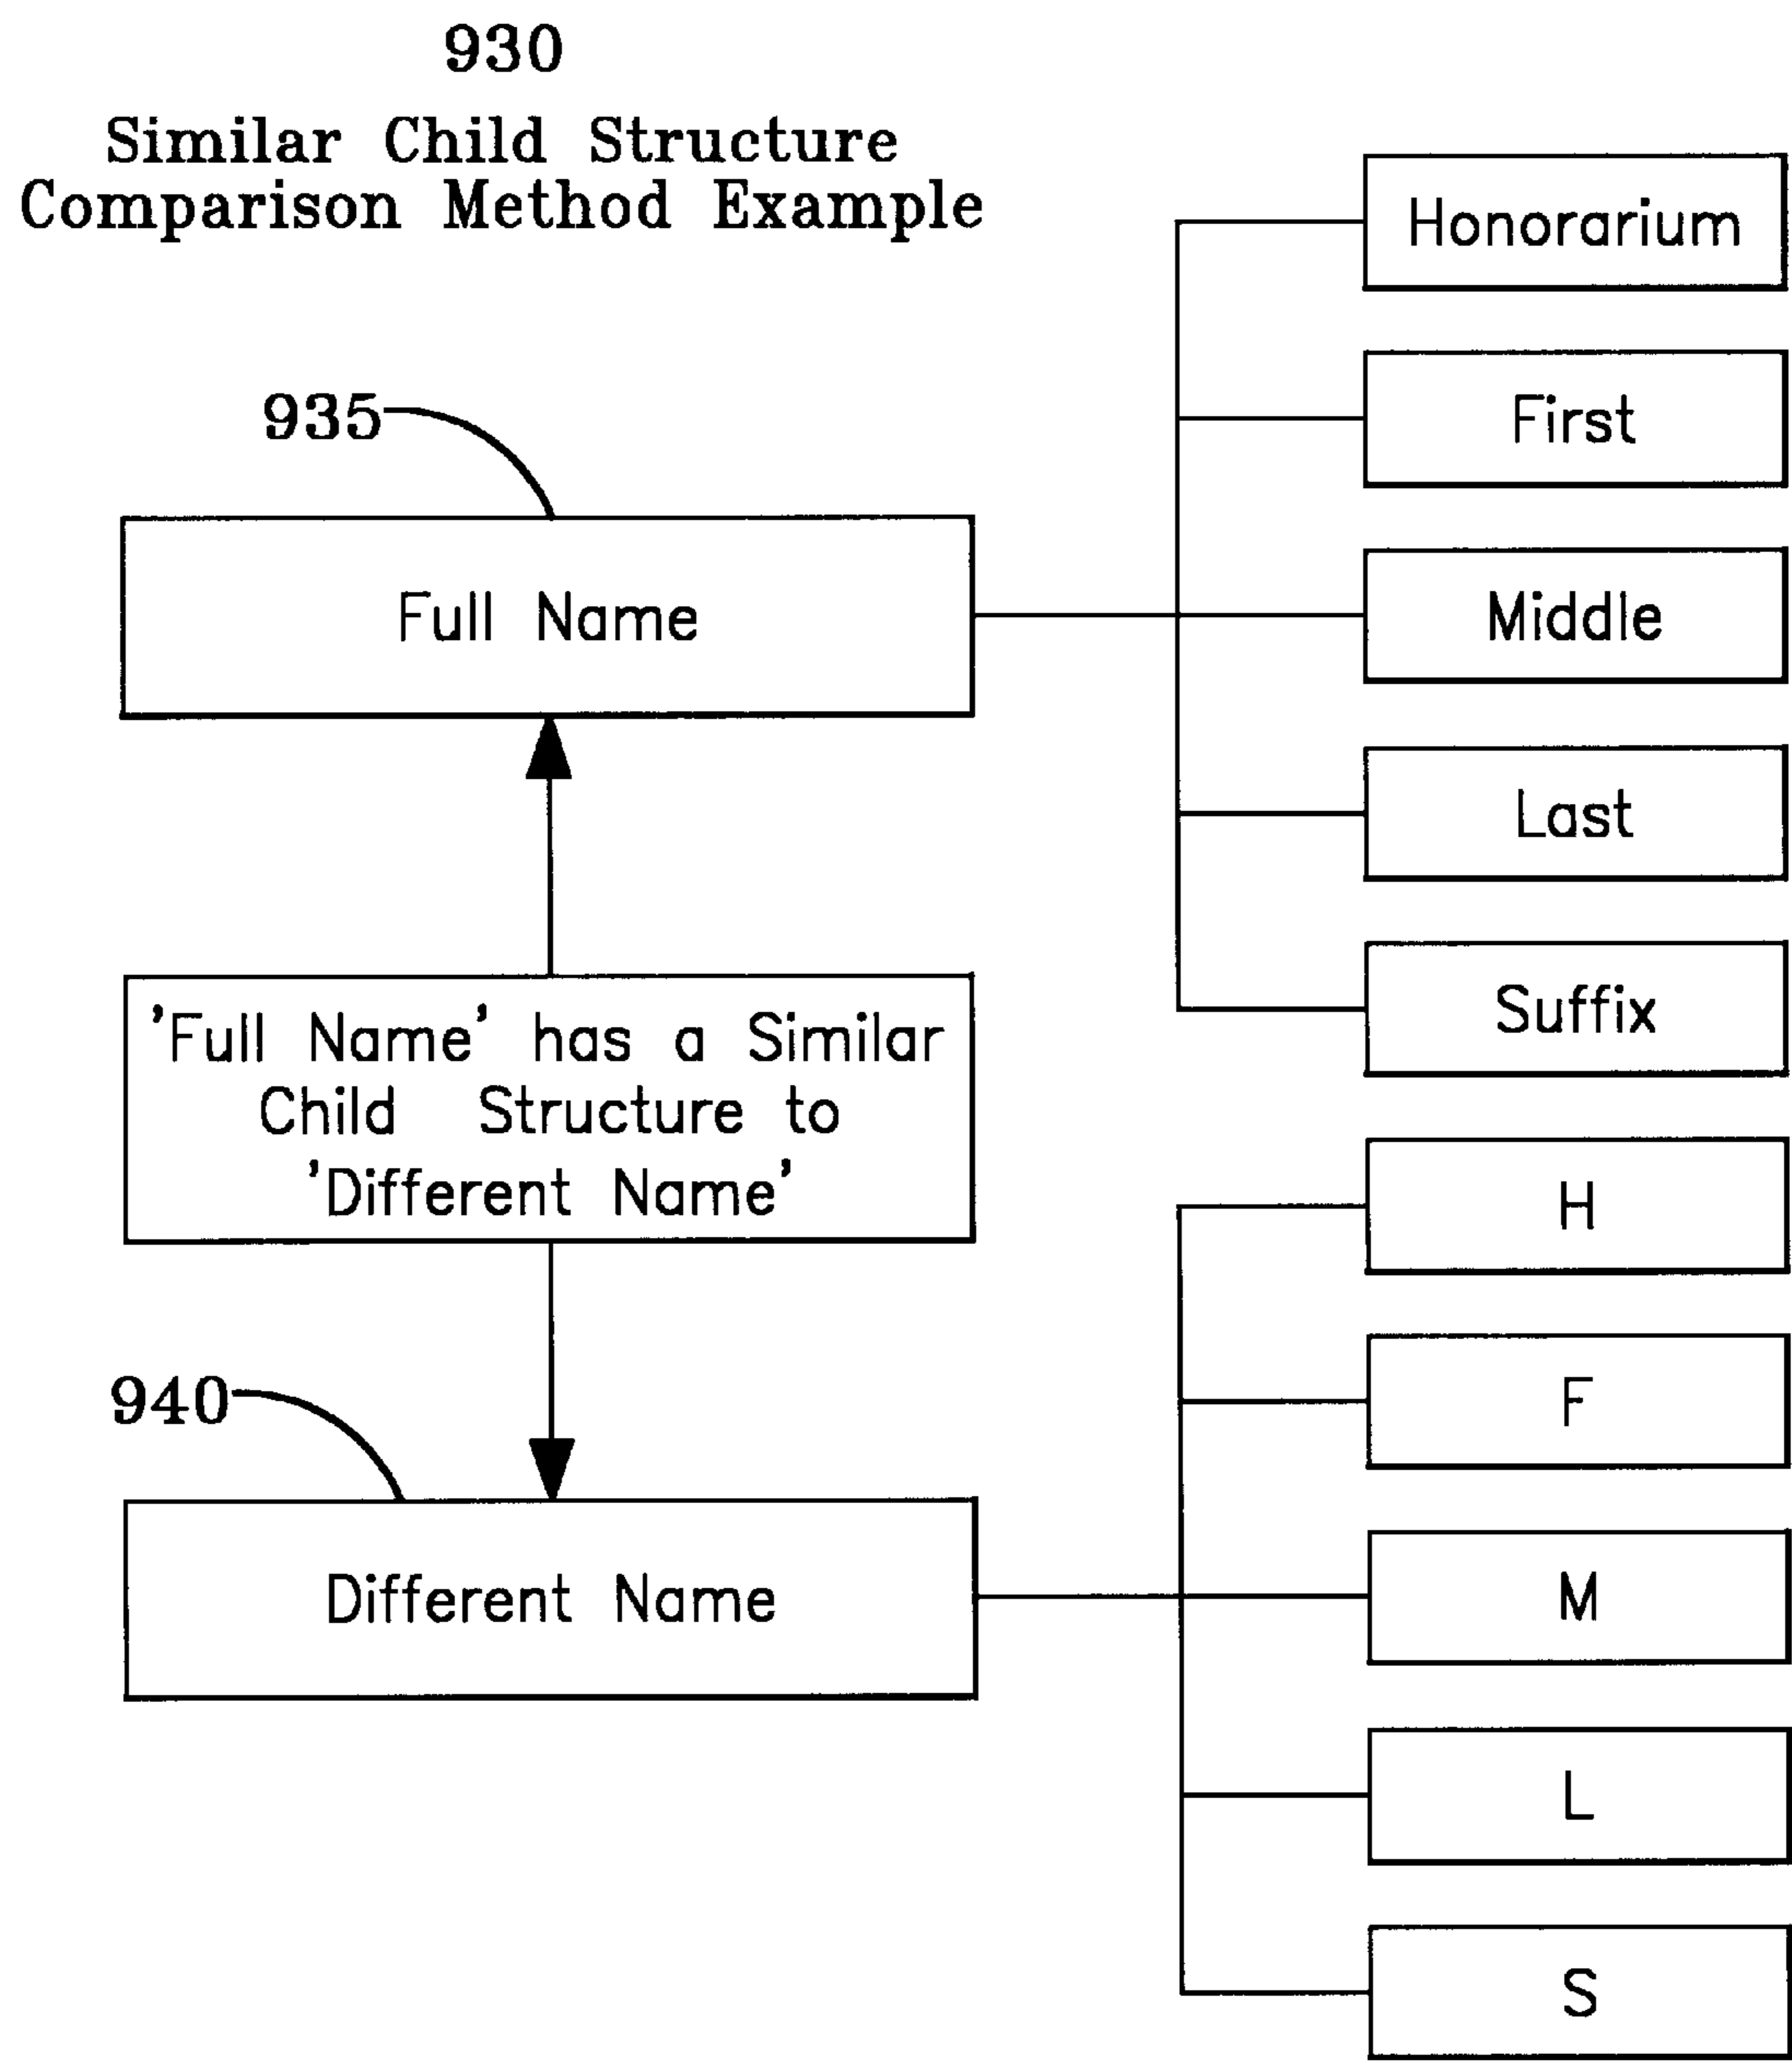 930
Similar Child Structure
Comparison Method Example
935
Full Name
Honorarium
First
Middle
Last
Suffix
'Full Name' has a Similar
Child Structure to
'Different Name'
940
Different Name
H
F
M
L
S